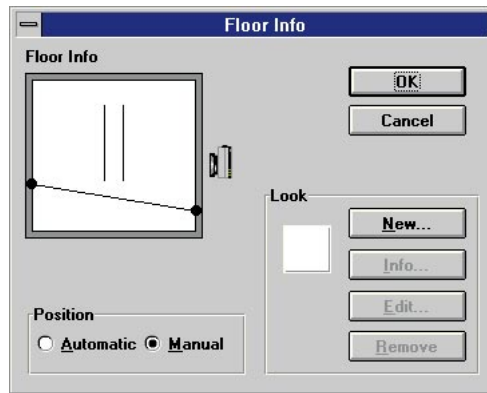 Floor Info
Floor Info
OK
Cancel
Look
New...
Info...
Edit...
Remove
Position
Automatic Manual